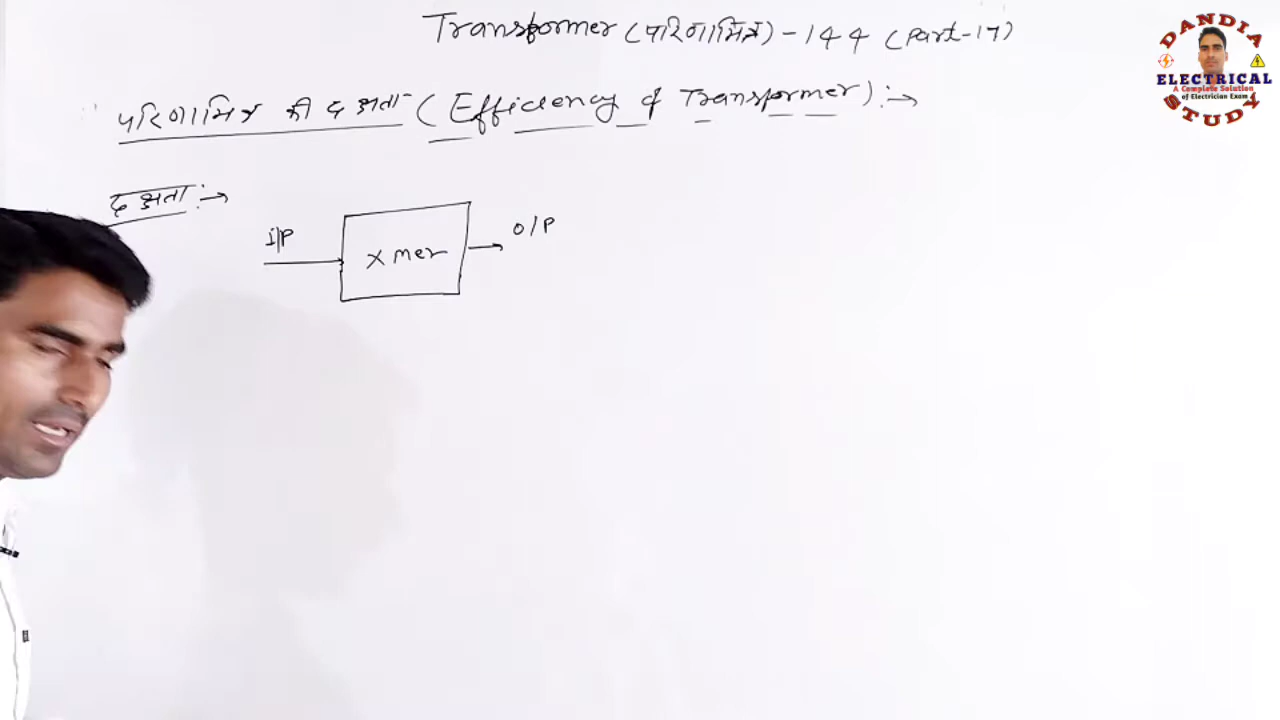 Transformer (परिणामित्र) - 144 (Part-17)
परिणामित्र की दक्षता (Efficiency of Transformer) :→
दक्षता :→
I/P
Xmer
O/P
DANDIA
ELECTRICAL
A Complete Solution
of Electrician Exam
STUDY